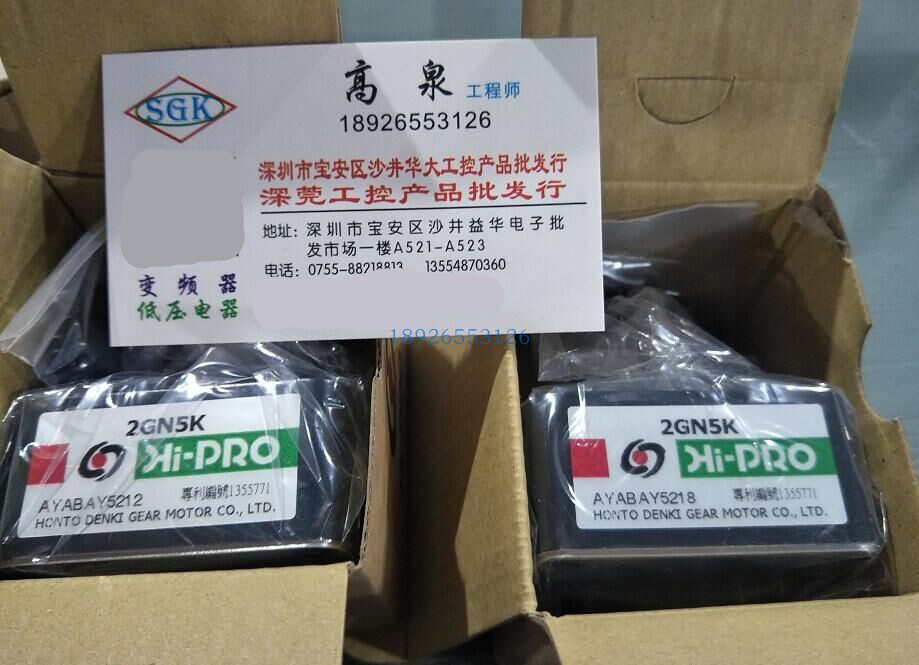 SGK
高 泉 工程师
18926553126
深圳市宝安区沙井华大工控产品批发行
深莞工控产品批发行
地址：深圳市宝安区沙井益华电子批
发市场一楼A521-A523
电话：0755-88218813 13554870360
变 频 器
低压电器
18926553126
2GN5K
Hi-PRO
AYABAY5212 專利編號1355771
HONTO DENKI GEAR MOTOR CO., LTD.
2GN5K
Hi-PRO
AYABAY5218 專利編號1355771
HONTO DENKI GEAR MOTOR CO., LTD.